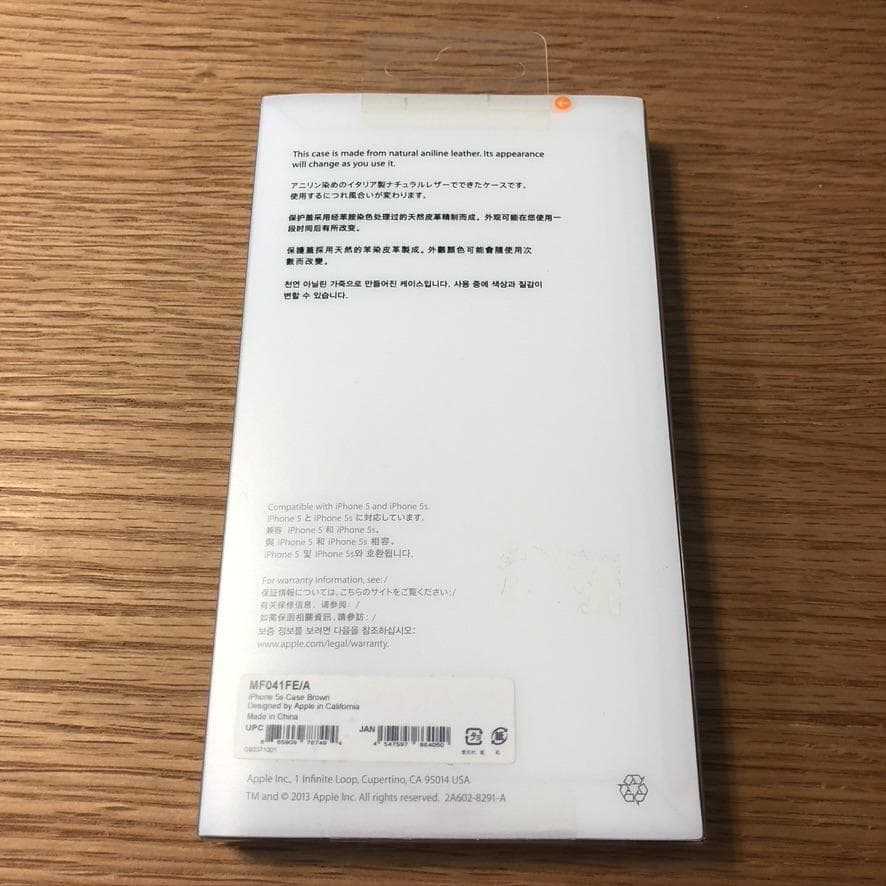 This case is made from natural aniline leather. Its appearance
will change as you use it.
アニリン染めのイタリア製ナチュラルレザーでできたケースです。
使用するにつれ風合いが変わります。
保护盖采用经苯胺染色处理过的天然皮革精制而成。外观可能在您使用一
段时间后有所改变。
保護蓋採用天然的苯染皮革製成。外觀顏色可能會隨使用次
數而改變。
천연 아닐린 가죽으로 만들어진 케이스입니다. 사용 중에 색상과 질감이
변할 수 있습니다.
Compatible with iPhone 5 and iPhone 5s.
iPhone 5 と iPhone 5s に対応しています。
兼容 iPhone 5 和 iPhone 5s。
與 iPhone 5 和 iPhone 5s 相容。
iPhone 5 및 iPhone 5s와 호환됩니다.
For warranty information, see:/
保証情報については、こちらのサイトをご覧ください:/
有关保修信息，请参阅：/
如需保固相關資訊，請參訪：/
보증 정보를 보려면 다음을 참조하십시오:
www.apple.com/legal/warranty.
MF041FE/A
iPhone 5s Case Brown
Designed by Apple in California
Made in China
UPC JAN
4 547597 864050
Apple Inc., 1 Infinite Loop, Cupertino, CA 95014 USA
TM and © 2013 Apple Inc. All rights reserved. 2A602-8291-A